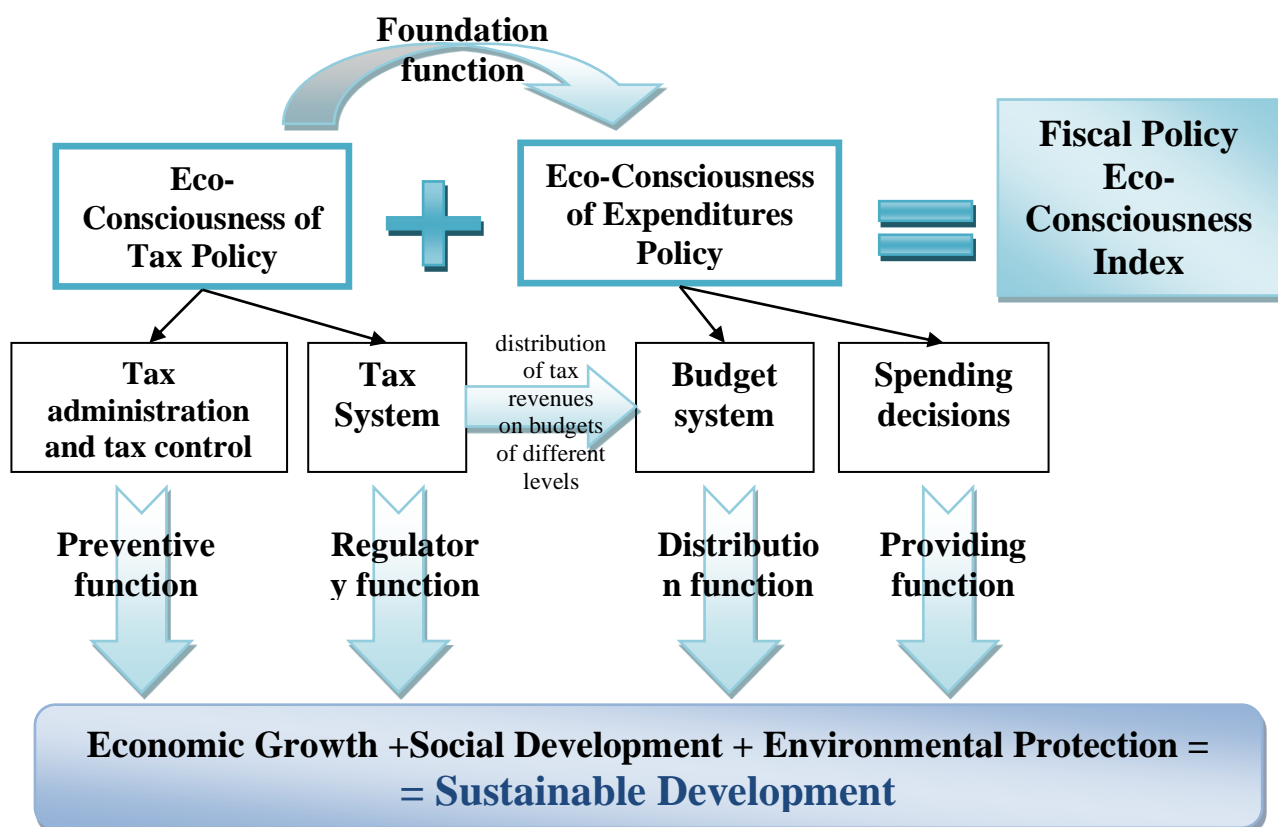 Foundation
function
Eco-
Consciousness of
Tax Policy
Eco-Consciousness
of Expenditures
Policy
Fiscal Policy
Eco-
Consciousness
Index
Tax
administration
and tax control
Tax
System
distribution
of tax
revenues
on budgets
of different
levels
Budget
system
Spending
decisions
Preventive
function
Regulator
y function
Distributio
n function
Providing
function
Economic Growth +Social Development + Environmental Protection =
= Sustainable Development